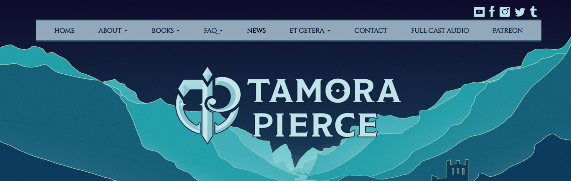 HOME ABOUT BOOKS FAQ NEWS ET CETERA CONTACT FULL CAST AUDIO PATREON
TAMORA
PIERCE